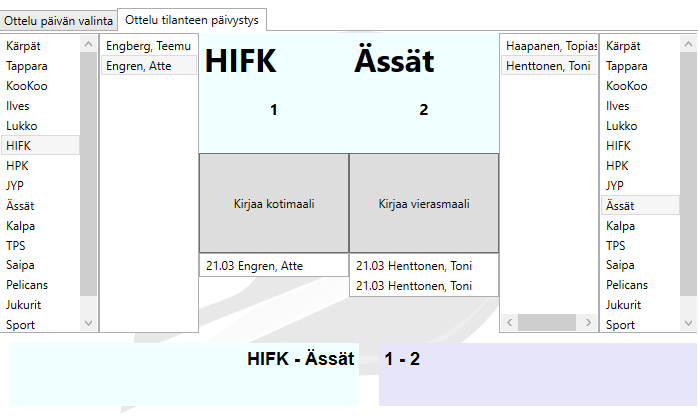 Ottelu päivän valinta
Ottelu tilanteen päivystys
Kärpät
Tappara
KooKoo
Ilves
Lukko
HIFK
HPK
JYP
Ässät
Kalpa
TPS
Saipa
Pelicans
Jukurit
Sport
Engberg, Teemu
Engren, Atte
HIFK
Ässät
1
2
Kirjaa kotimaali
Kirjaa vierasmaali
21.03 Engren, Atte
21.03 Henttonen, Toni
21.03 Henttonen, Toni
Haapanen, Topias
Henttonen, Toni
Kärpät
Tappara
KooKoo
Ilves
Lukko
HIFK
HPK
JYP
Ässät
Kalpa
TPS
Saipa
Pelicans
Jukurit
Sport
HIFK - Ässät
1 - 2